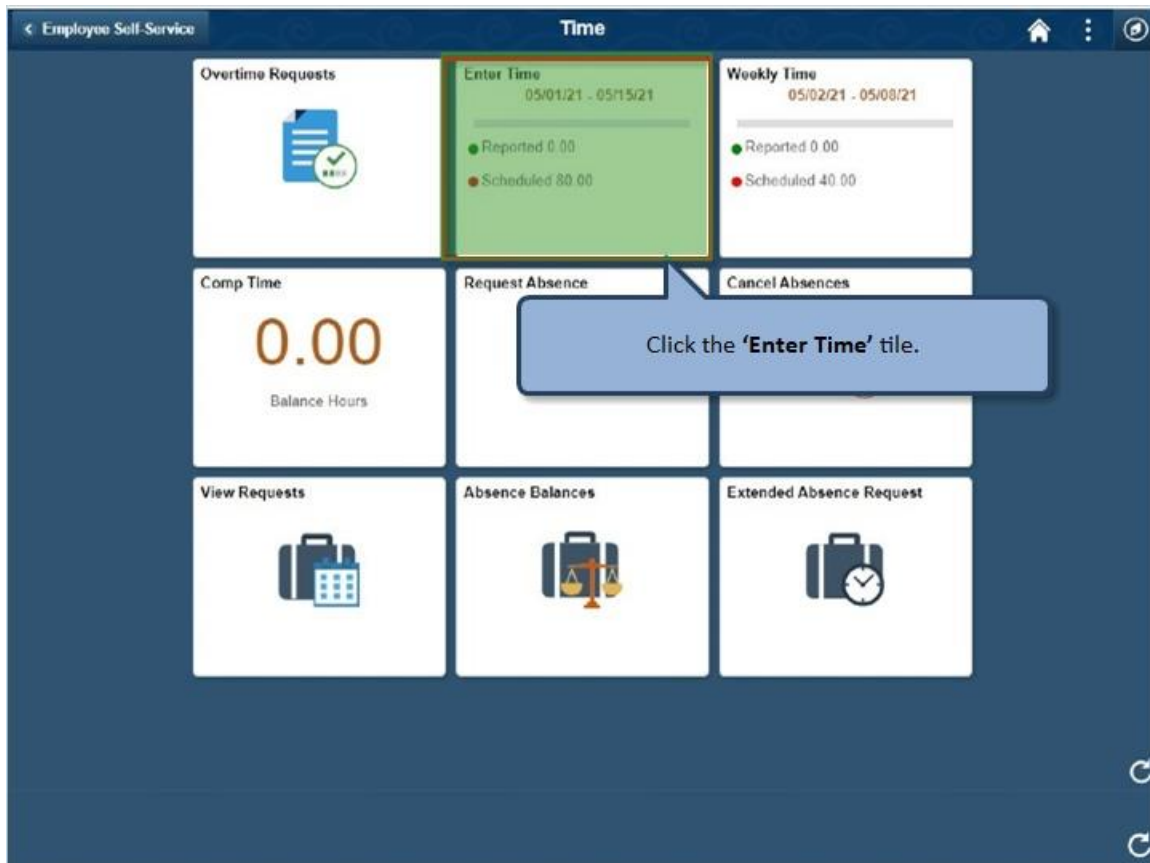 Employee Self-Service
Time
Overtime Requests
Enter Time
05/01/21 - 05/15/21
Reported 0.00
Scheduled 80.00
Weekly Time
05/02/21 - 05/08/21
Reported 0.00
Scheduled 40.00
Comp Time
0.00
Balance Hours
Request Absence
Cancel Absences
Click the ‘Enter Time’ tile.
View Requests
Absence Balances
Extended Absence Request